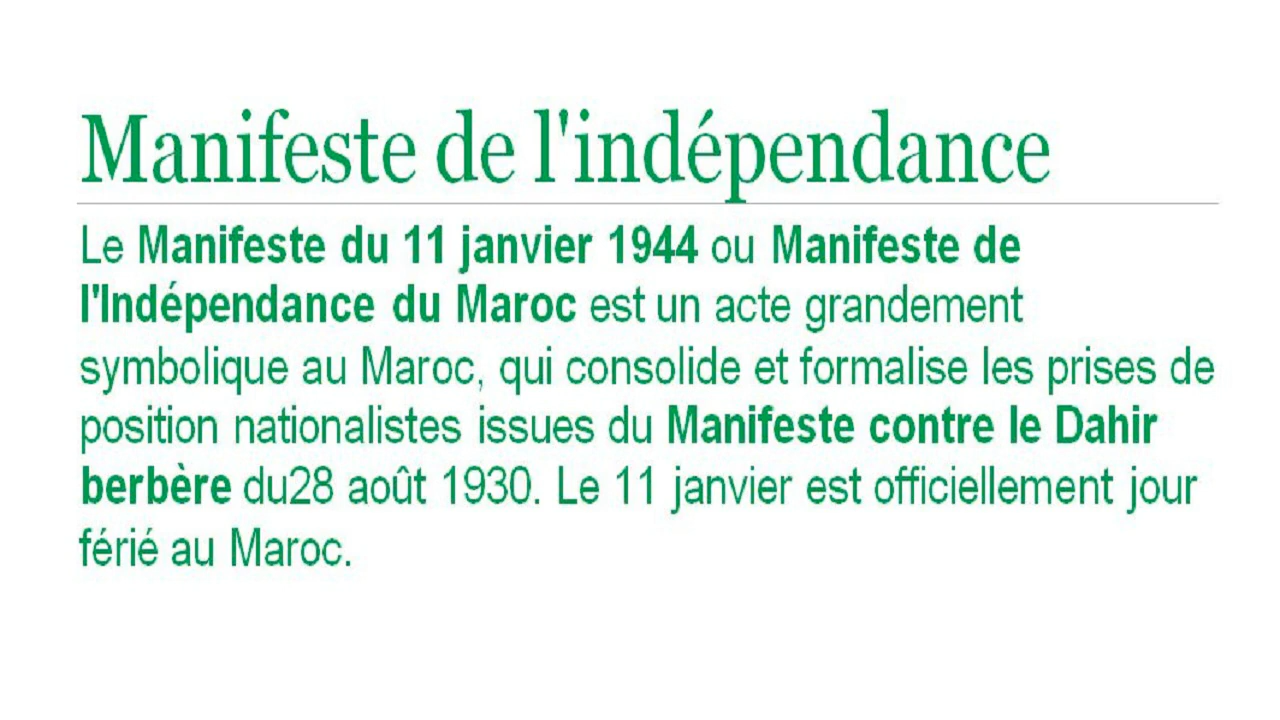 Manifeste de l'indépendance
Le Manifeste du 11 janvier 1944 ou Manifeste de
l'Indépendance du Maroc est un acte grandement
symbolique au Maroc, qui consolide et formalise les prises de
position nationalistes issues du Manifeste contre le Dahir
berbère du28 août 1930. Le 11 janvier est officiellement jour
férié au Maroc.